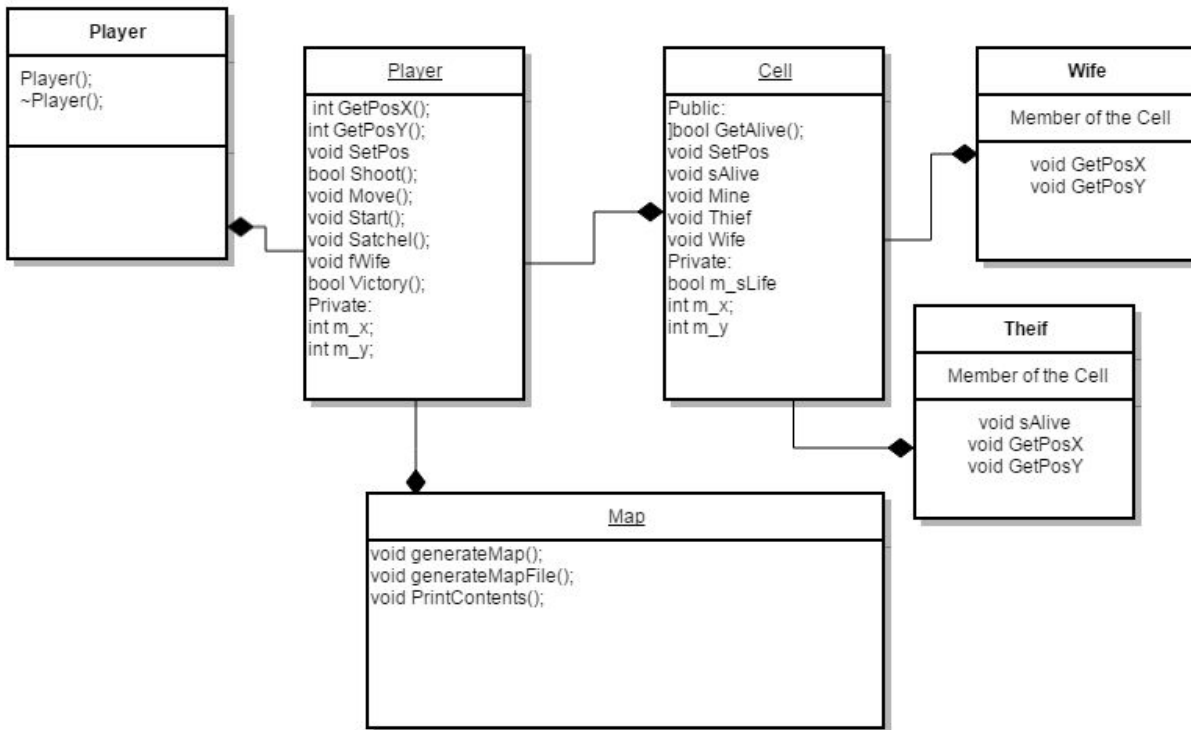 Player
Player();
~Player();
Player
int GetPosX();
int GetPosY();
void SetPos
bool Shoot();
void Move();
void Start();
void Satchel();
void fWife
bool Victory();
Private:
int m_x;
int m_y;
Cell
Public:
]bool GetAlive();
void SetPos
void sAlive
void Mine
void Thief
void Wife
Private:
bool m_sLife
int m_x;
int m_y
Wife
Member of the Cell
void GetPosX
void GetPosY
Theif
Member of the Cell
void sAlive
void GetPosX
void GetPosY
Map
void generateMap();
void generateMapFile();
void PrintContents();